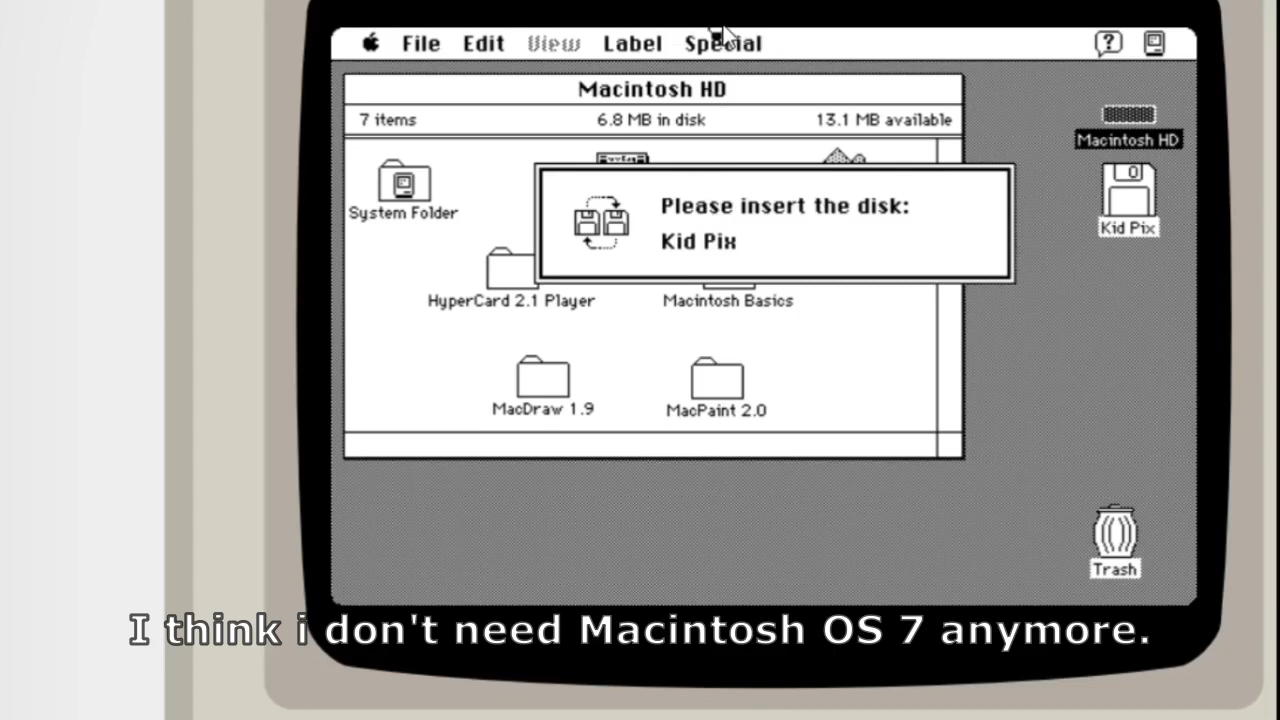 File Edit View Label Special
Macintosh HD
7 items 6.8 MB in disk 13.1 MB available
Macintosh HD
System Folder
Please insert the disk:
Kid Pix
Kid Pix
HyperCard 2.1 Player Macintosh Basics
MacDraw 1.9 MacPaint 2.0
Trash
I think i don't need Macintosh OS 7 anymore.